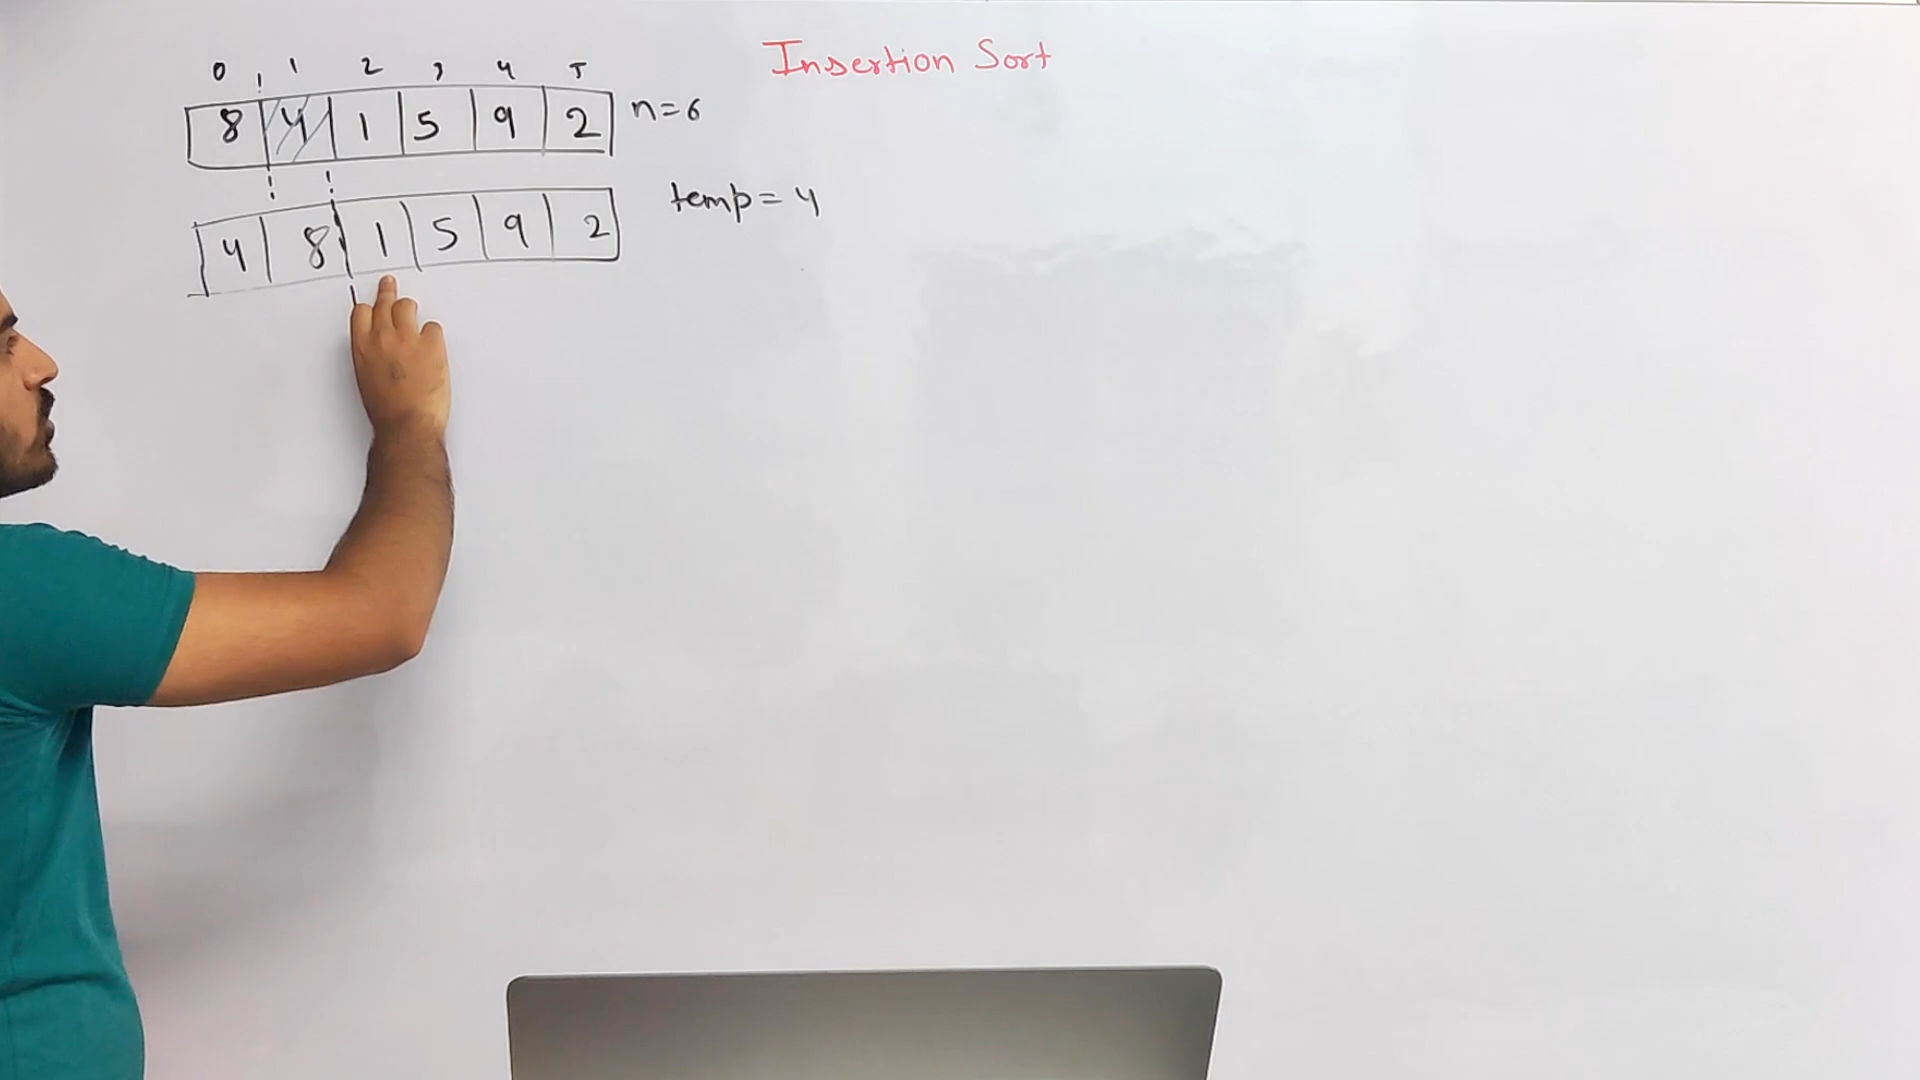 Insertion Sort
0 1 2 3 4 5
8 4 1 5 9 2 n=6
temp = 4
4 8 1 5 9 2